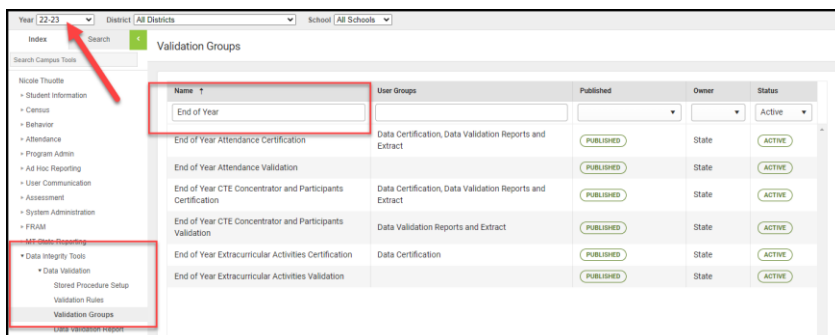 Year 22-23 District All Districts School All Schools
Index Search
Validation Groups
Search Campus Tools
Nicole Thuotte
Student Information
Census
Behavior
Attendance
Program Admin
Ad Hoc Reporting
User Communication
Assessment
System Administration
FRAM
MT State Reporting
Data Integrity Tools
Data Validation
Stored Procedure Setup
Validation Rules
Validation Groups
Data Validation Report
Name ↑ User Groups Published Owner Status
End of Year Active
End of Year Attendance Certification Data Certification, Data Validation Reports and Extract PUBLISHED State ACTIVE
End of Year Attendance Validation PUBLISHED State ACTIVE
End of Year CTE Concentrator and Participants Certification Data Certification, Data Validation Reports and Extract PUBLISHED State ACTIVE
End of Year CTE Concentrator and Participants Validation Data Validation Reports and Extract PUBLISHED State ACTIVE
End of Year Extracurricular Activities Certification Data Certification PUBLISHED State ACTIVE
End of Year Extracurricular Activities Validation PUBLISHED State ACTIVE